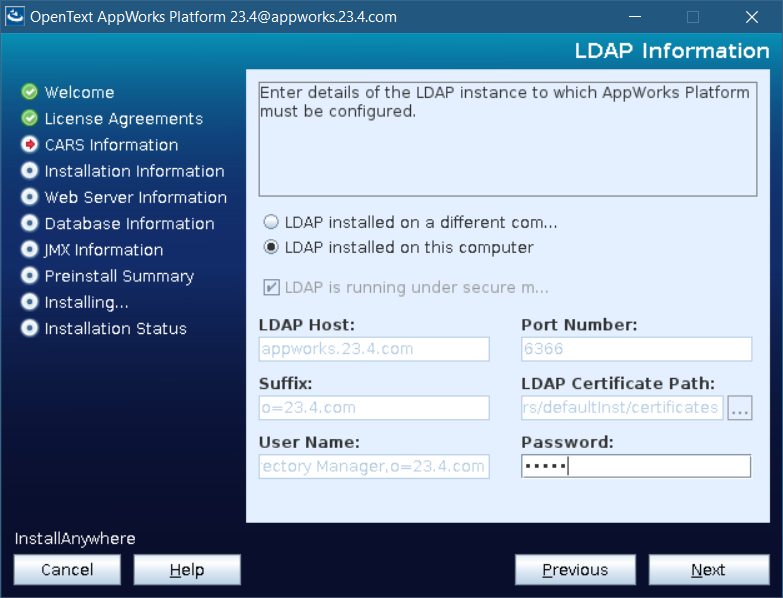 OpenText AppWorks Platform 23.4@appworks.23.4.com
LDAP Information
Welcome
License Agreements
CARS Information
Installation Information
Web Server Information
Database Information
JMX Information
Preinstall Summary
Installing...
Installation Status
Enter details of the LDAP instance to which AppWorks Platform
must be configured.
LDAP installed on a different com...
LDAP installed on this computer
LDAP is running under secure m...
LDAP Host:
appworks.23.4.com
Port Number:
6366
Suffix:
o=23.4.com
LDAP Certificate Path:
rs/defaultInst/certificates
...
User Name:
rectory Manager,o=23.4.com
Password:
•••••
InstallAnywhere
Cancel
Help
Previous
Next